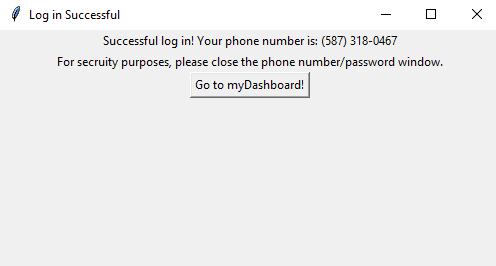 Log in Successful
Successful log in! Your phone number is: (587) 318-0467
For secruity purposes, please close the phone number/password window.
Go to myDashboard!